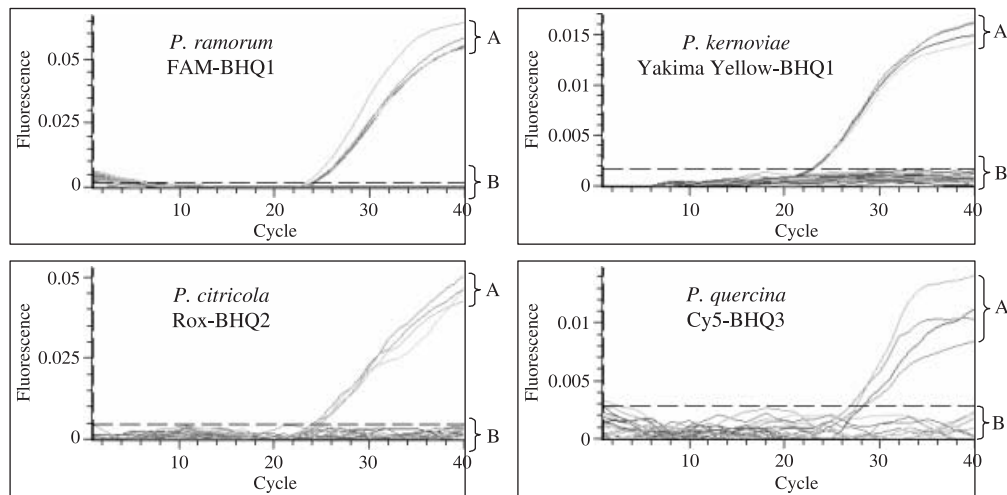 P. ramorum
FAM-BHQ1
Fluorescence
0.05
0.025
0
10
20
30
40
Cycle
A
B
P. kernoviae
Yakima Yellow-BHQ1
Fluorescence
0.015
0.01
0.005
0
10
20
30
40
Cycle
A
B
P. citricola
Rox-BHQ2
Fluorescence
0.05
0.025
0
10
20
30
40
Cycle
A
B
P. quercina
Cy5-BHQ3
Fluorescence
0.01
0.005
0
10
20
30
40
Cycle
A
B